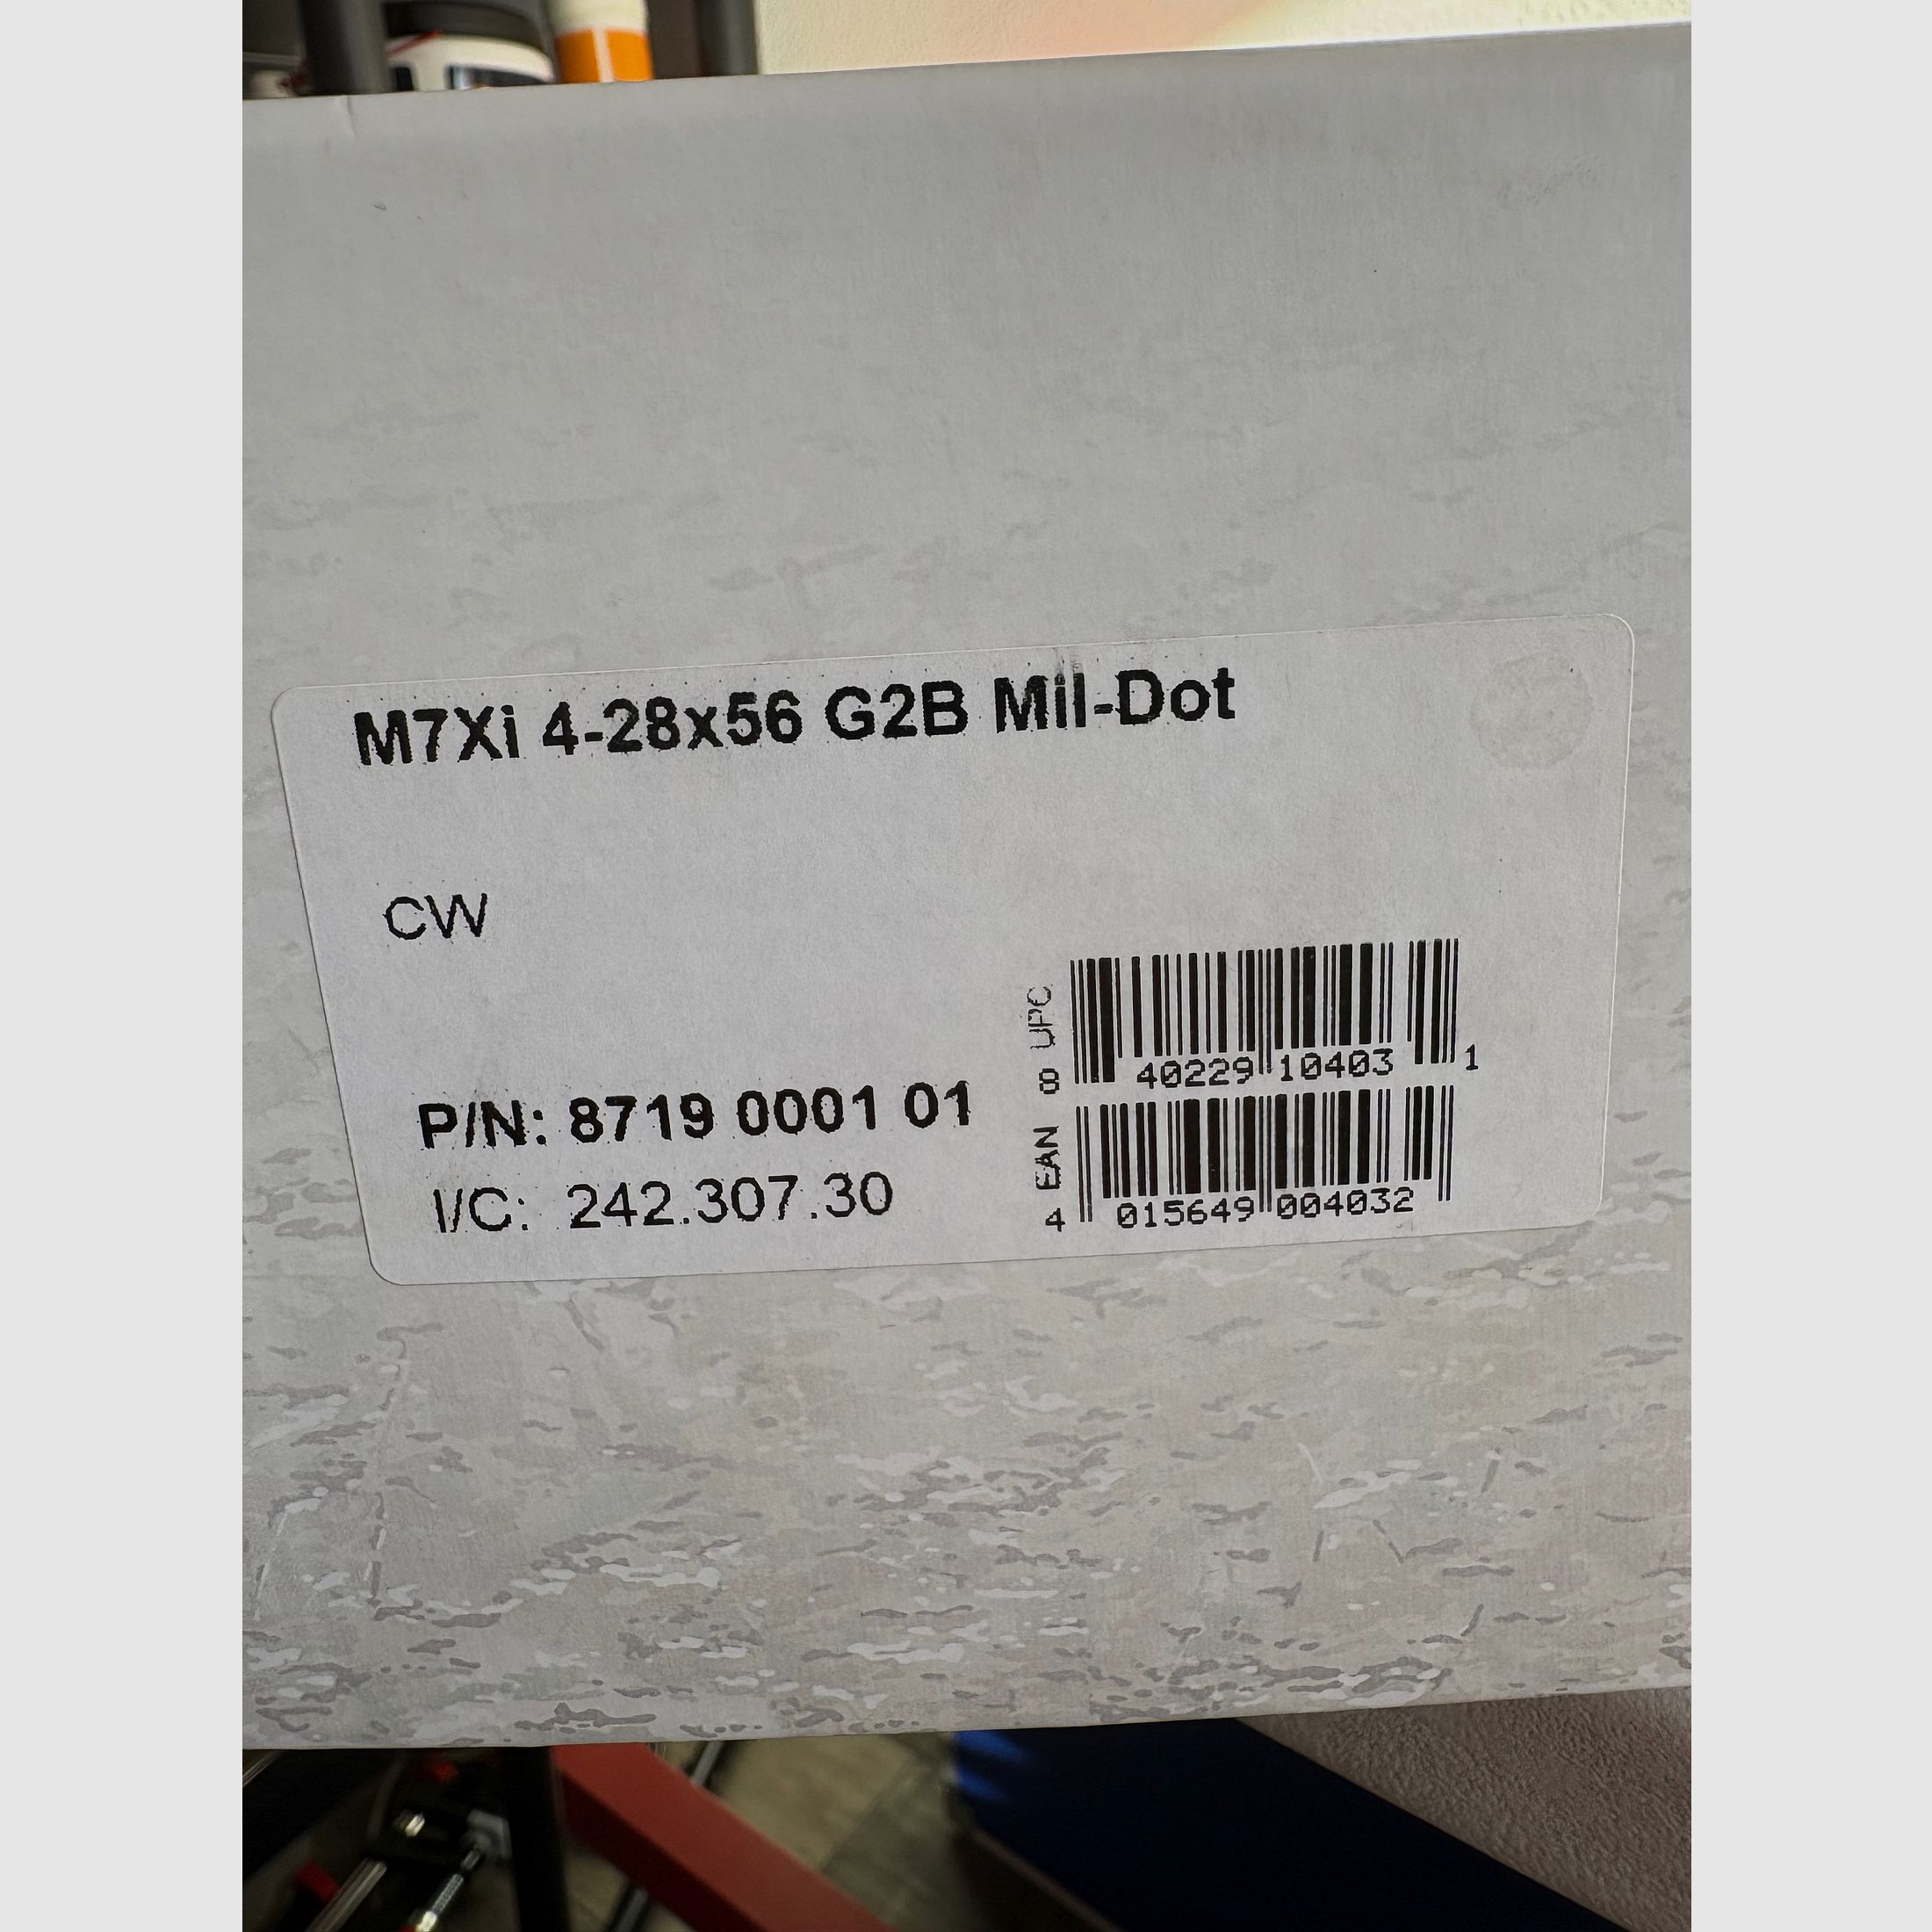 M7Xi 4-28x56 G2B Mil-Dot
CW
P/N: 8719 0001 01
I/C: 242.307.30
8 UPC
40229 10403 1
4 EAN
015649 004032